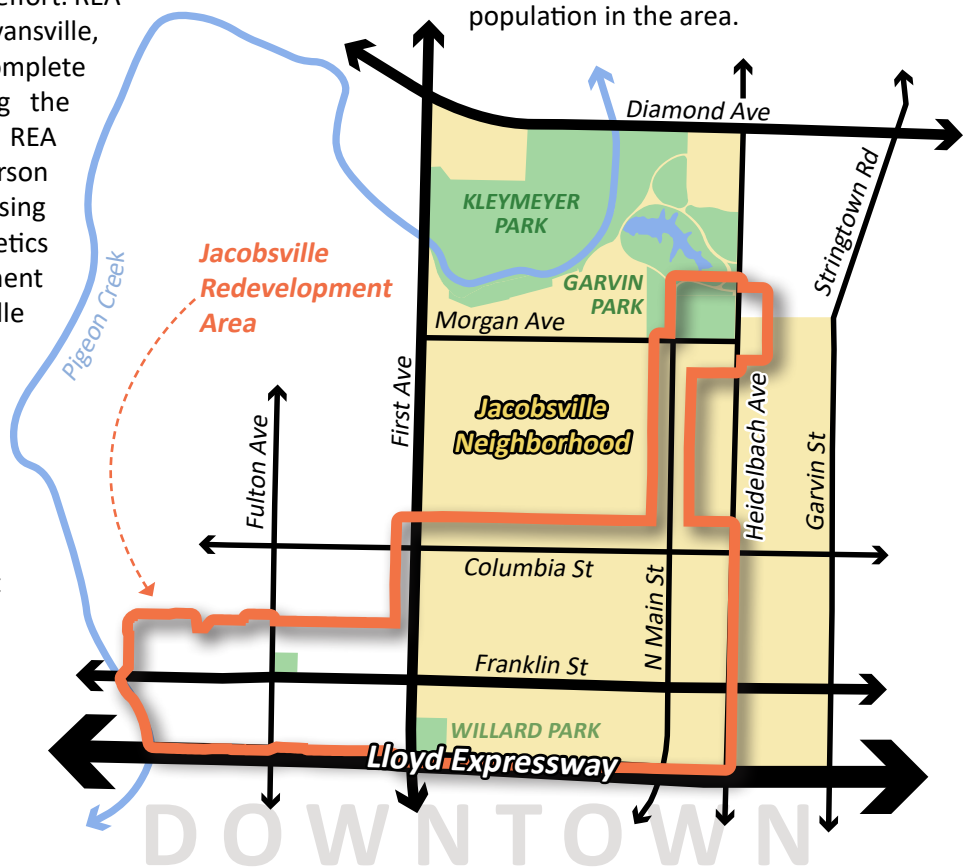 effort. REA
vansville,
omplete
g the
REA
erson
sing
etics
ment
lle
population in the area.
Diamond Ave
Stringtown Rd
KLEYMEYER
PARK
Pigeon Creek
Jacobsville
Redevelopment
Area
GARVIN
PARK
Morgan Ave
First Ave
Jacobsville
Neighborhood
Heidelbach Ave
Garvin St
Fulton Ave
Columbia St
N Main St
Franklin St
WILLARD PARK
Lloyd Expressway
DOWNTOWN